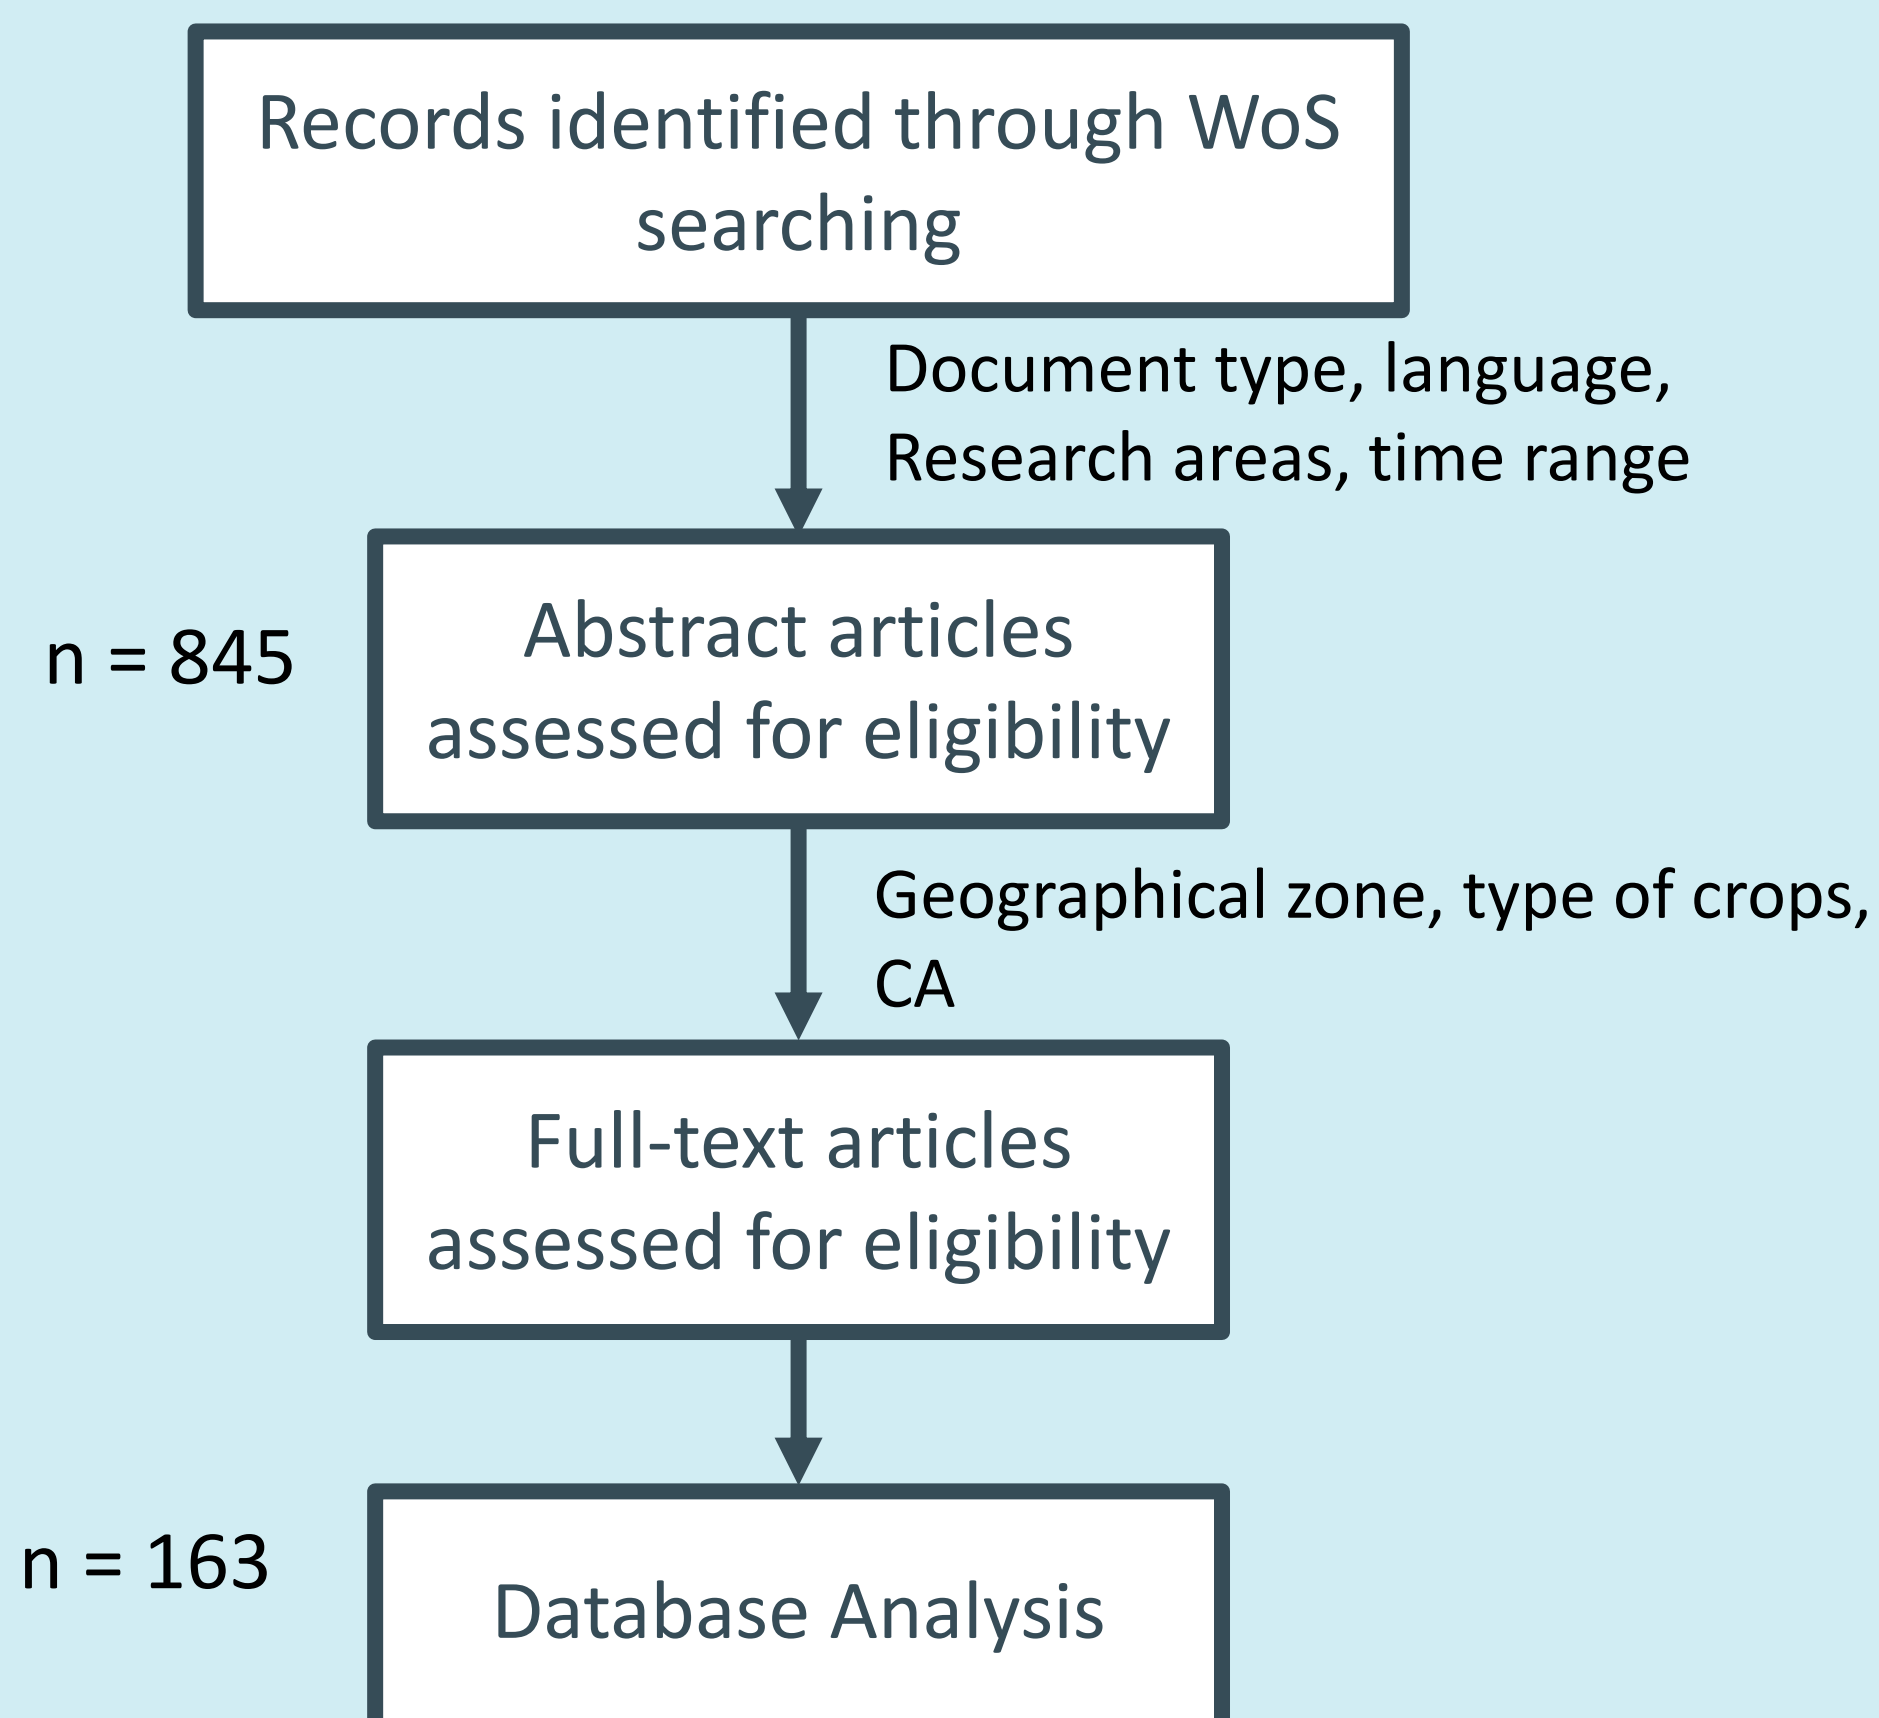 Records identified through WoS
searching
Document type, language,
Research areas, time range
n = 845
Abstract articles
assessed for eligibility
Geographical zone, type of crops,
CA
Full-text articles
assessed for eligibility
n = 163
Database Analysis